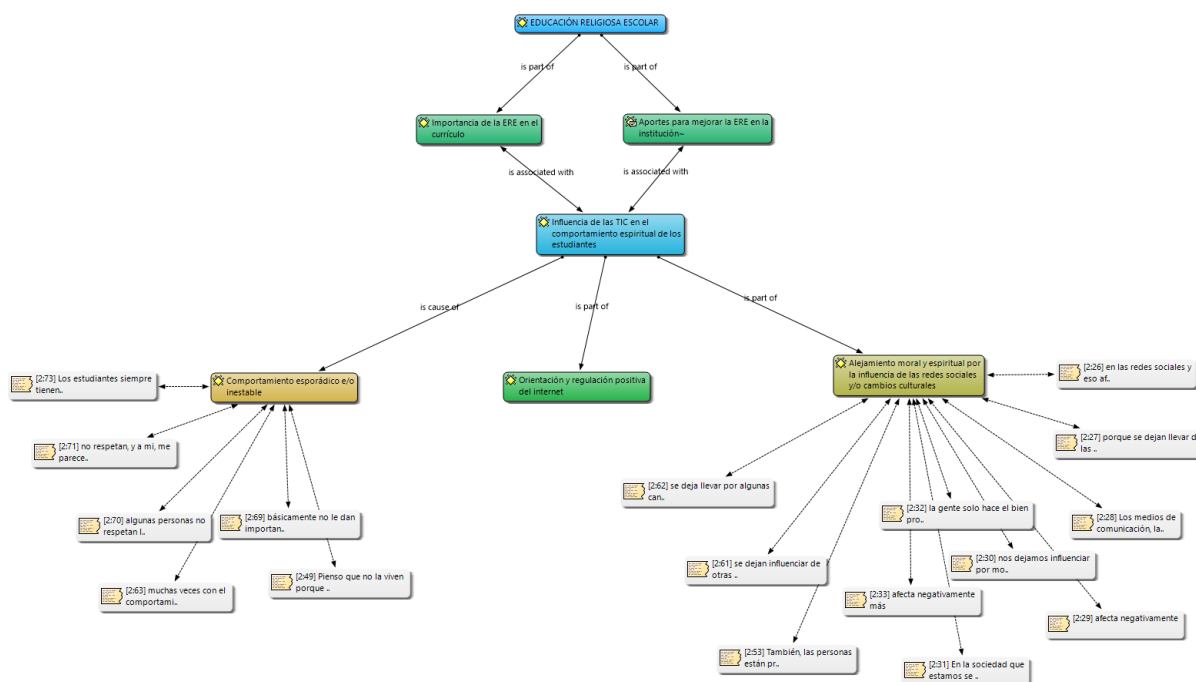 EDUCACIÓN RELIGIOSA ESCOLAR
is part of
is part of
Importancia de la ERE en el
currículo
Aportes para mejorar la ERE en la
institución~
is associated with
is associated with
Influencia de las TIC en el
comportamiento espiritual de los
estudiantes
is cause of
is part of
is part of
Comportamiento esporádico e/o
inestable
Orientación y regulación positiva
del internet
Alejamiento moral y espiritual por
la influencia de las redes sociales
y/o cambios culturales
[2:73] Los estudiantes siempre
tienen..
[2:26] en las redes sociales y
eso af..
[2:71] no respetan, y a mi, me
parece..
[2:27] porque se dejan llevar d
las ..
[2:62] se deja llevar por algunas
can..
[2:70] algunas personas no
respetan l..
[2:69] básicamente no le dan
importan..
[2:32] la gente solo hace el bien
pro..
[2:28] Los medios de
comunicación, la..
[2:63] muchas veces con el
comportami..
[2:49] Pienso que no la viven
porque ..
[2:61] se dejan influenciar de
otras ..
[2:30] nos dejamos influenciar
por mo..
[2:33] afecta negativamente
más
[2:29] afecta negativamente
[2:53] También, las personas
están pr..
[2:31] En la sociedad que
estamos se ..